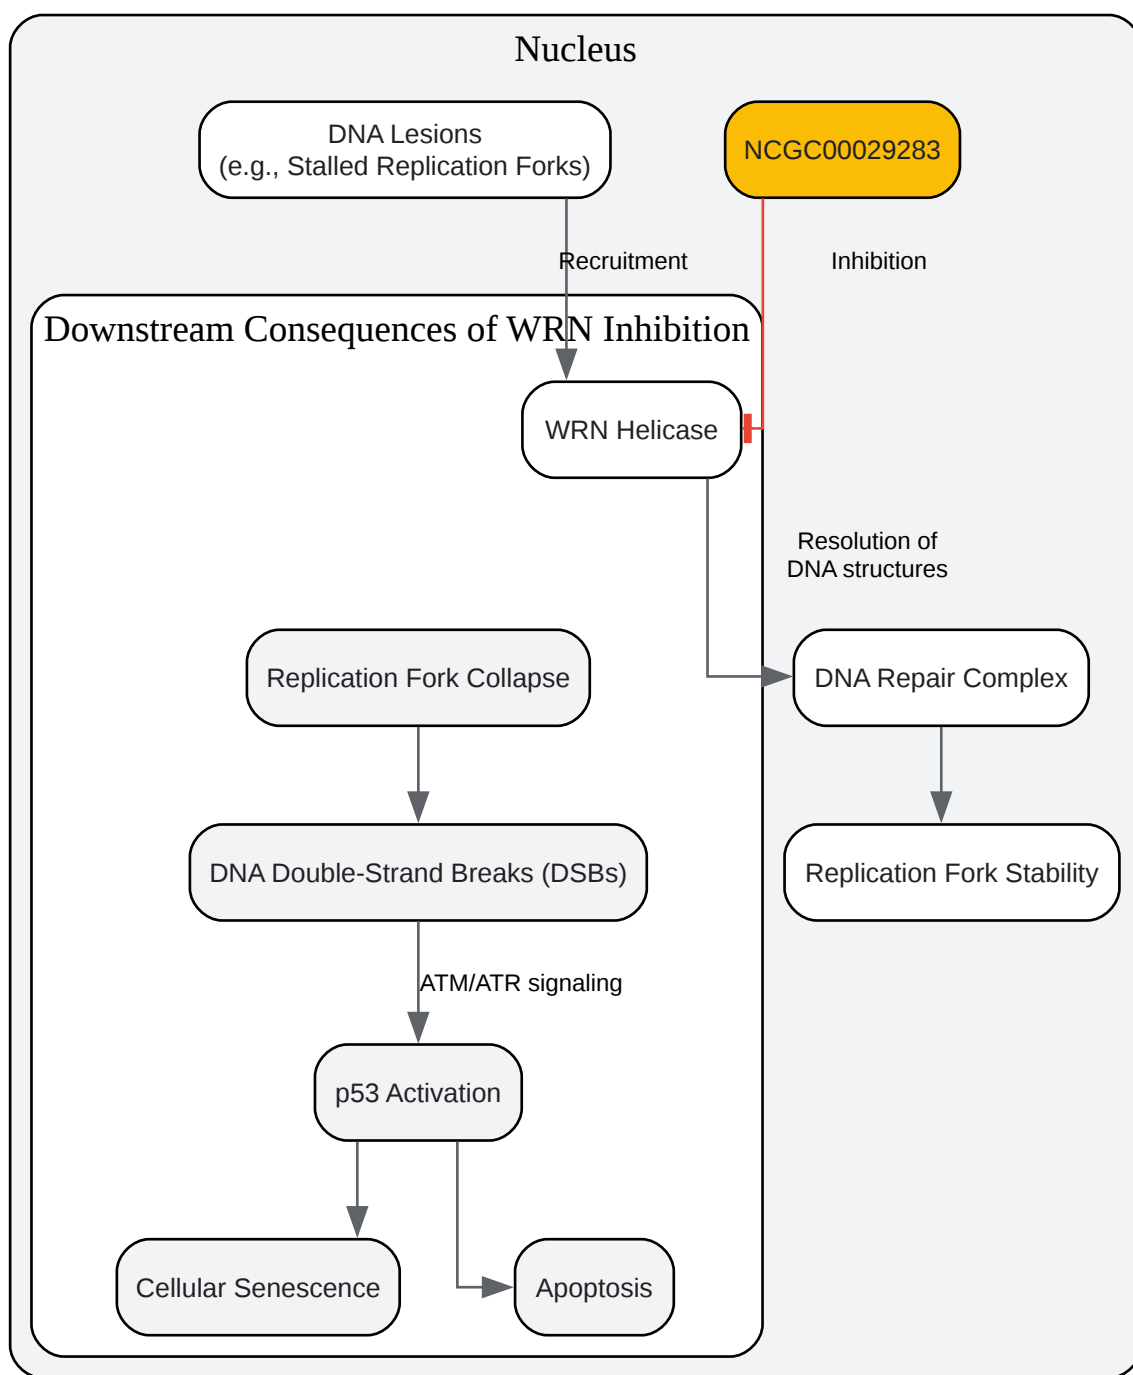 Nucleus
DNA Lesions
(e.g., Stalled Replication Forks)
NCGC00029283
Recruitment
Inhibition
Downstream Consequences of WRN Inhibition
WRN Helicase
Resolution of
DNA structures
Replication Fork Collapse
DNA Repair Complex
DNA Double-Strand Breaks (DSBs)
Replication Fork Stability
ATM/ATR signaling
p53 Activation
Cellular Senescence
Apoptosis